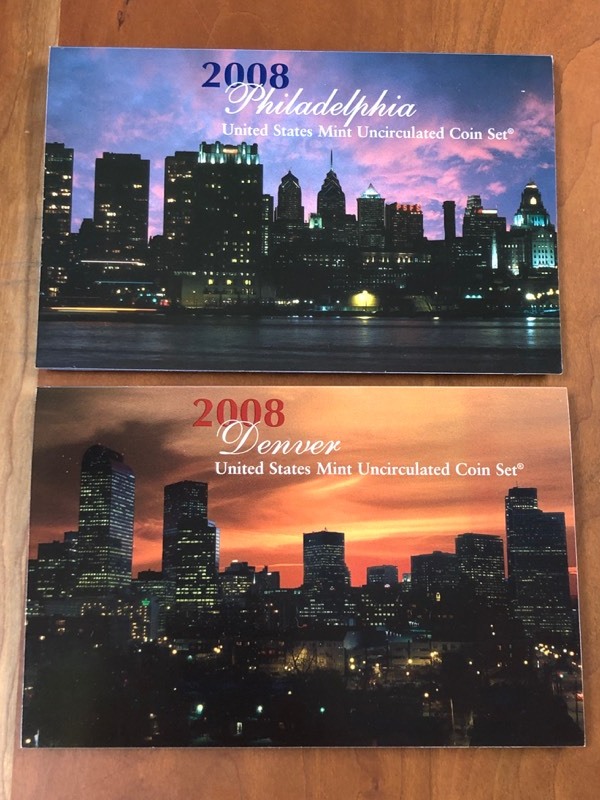 2008
Philadelphia
United States Mint Uncirculated Coin Set®
2008
Denver
United States Mint Uncirculated Coin Set®